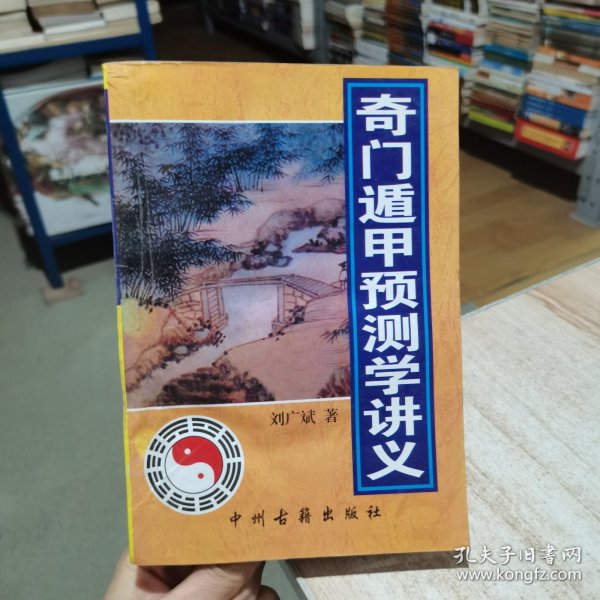 奇门遁甲预测学讲义
刘广斌 著
中州古籍出版社
孔夫子旧书网
www.kongfz.com